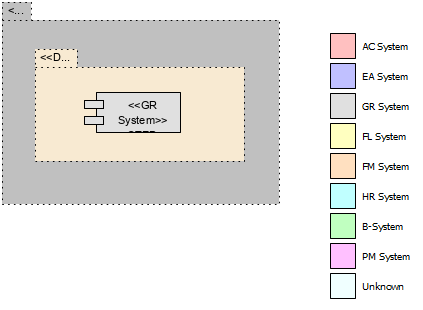 <...
<<D...
<<GR
System>>
AC System
EA System
GR System
FL System
FM System
HR System
B-System
PM System
Unknown